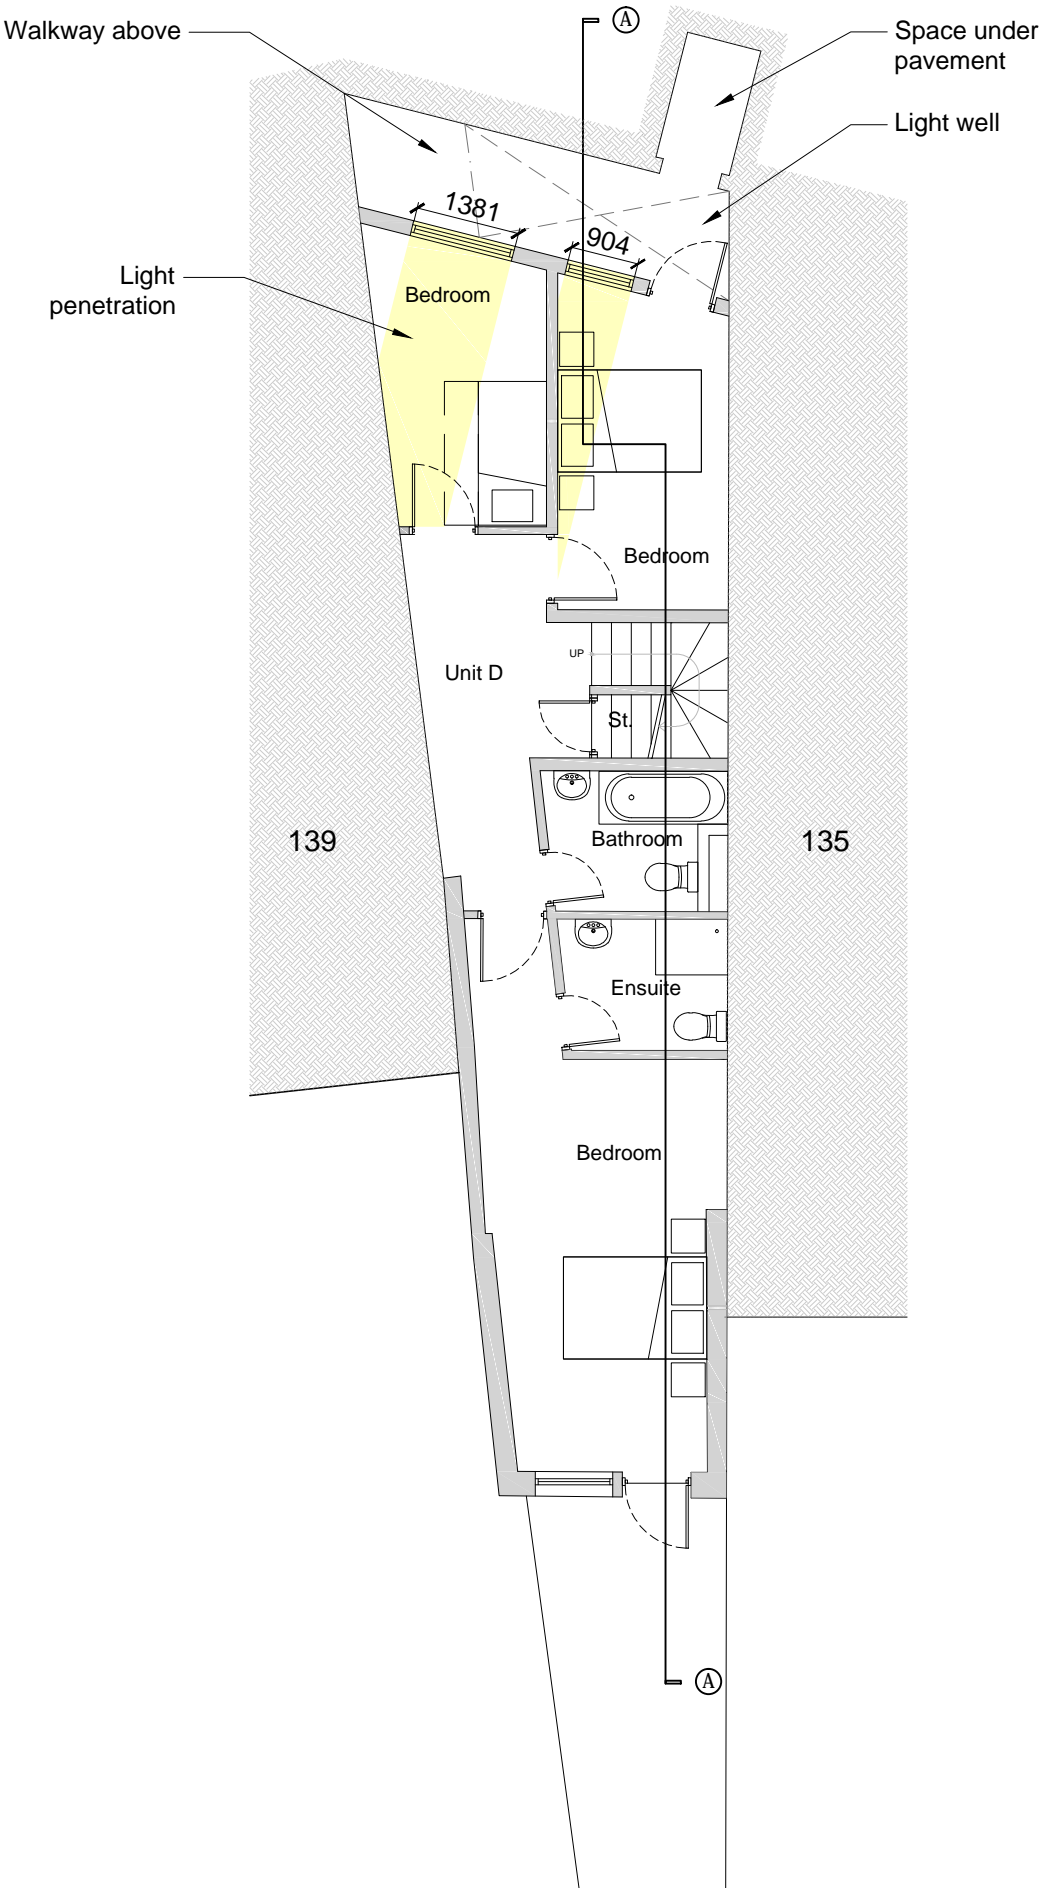 A
Walkway above
Space under
pavement
Light well
1381
904
Light
penetration
Bedroom
Bedroom
UP
Unit D
St.
139
Bathroom
135
Ensuite
Bedroom
A